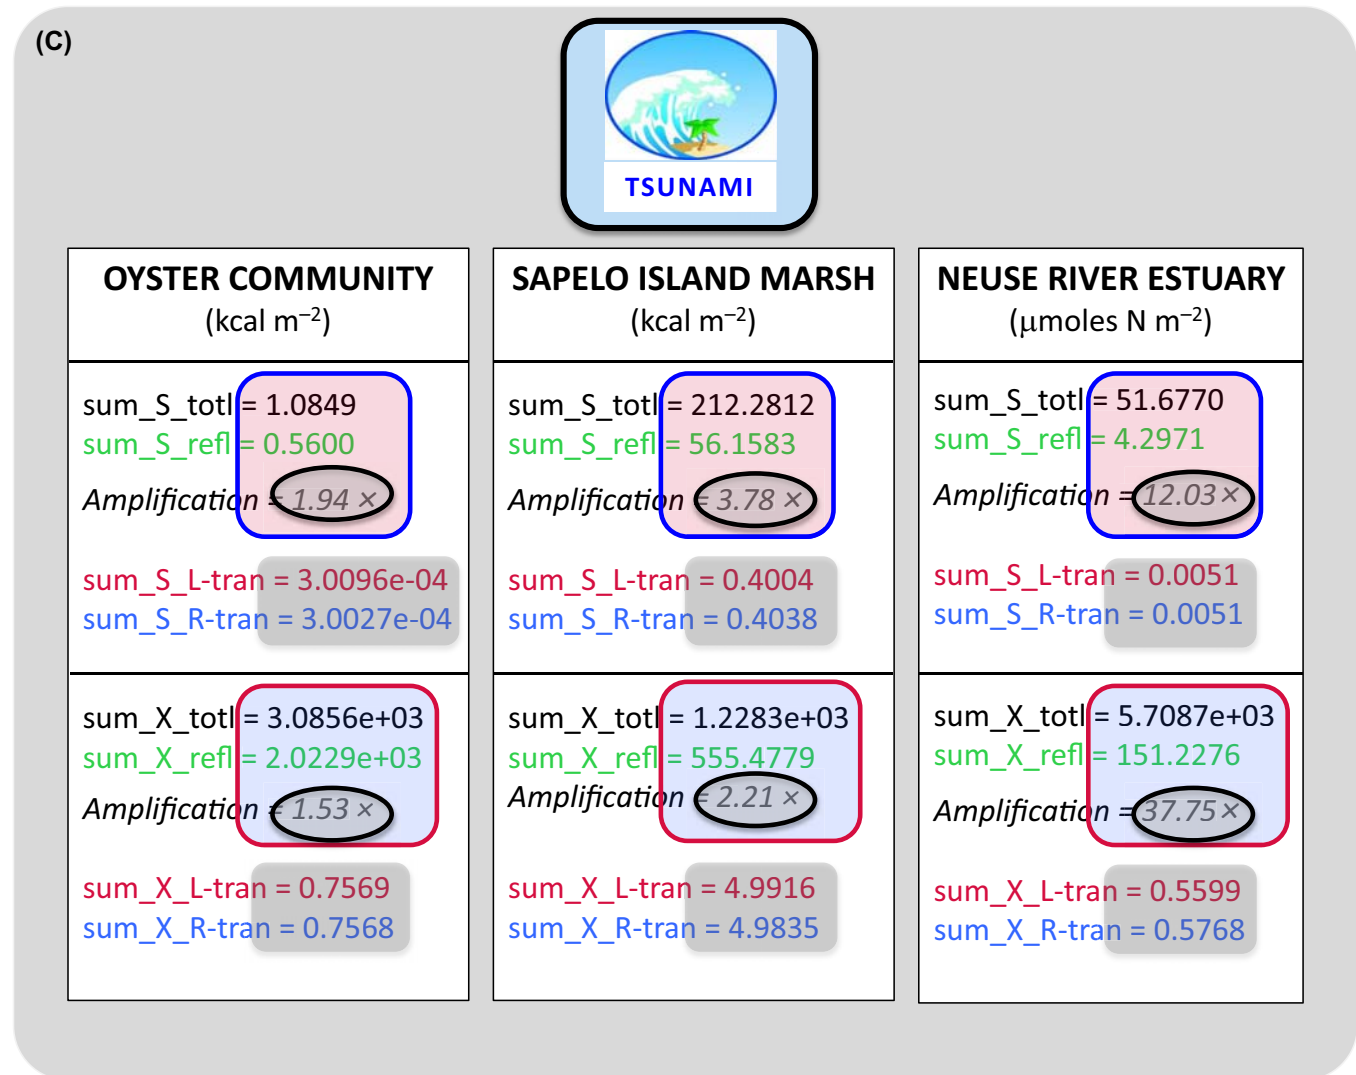 (C)
TSUNAMI
OYSTER COMMUNITY
(kcal m⁻²)
sum_S_totl = 1.0849
sum_S_refl = 0.5600
Amplification = 1.94 ×
sum_S_L-tran = 3.0096e-04
sum_S_R-tran = 3.0027e-04
sum_X_totl = 3.0856e+03
sum_X_refl = 2.0229e+03
Amplification = 1.53 ×
sum_X_L-tran = 0.7569
sum_X_R-tran = 0.7568
SAPELO ISLAND MARSH
(kcal m⁻²)
sum_S_totl = 212.2812
sum_S_refl = 56.1583
Amplification = 3.78 ×
sum_S_L-tran = 0.4004
sum_S_R-tran = 0.4038
sum_X_totl = 1.2283e+03
sum_X_refl = 555.4779
Amplification = 2.21 ×
sum_X_L-tran = 4.9916
sum_X_R-tran = 4.9835
NEUSE RIVER ESTUARY
(μmoles N m⁻²)
sum_S_totl = 51.6770
sum_S_refl = 4.2971
Amplification = 12.03×
sum_S_L-tran = 0.0051
sum_S_R-tran = 0.0051
sum_X_totl = 5.7087e+03
sum_X_refl = 151.2276
Amplification = 37.75×
sum_X_L-tran = 0.5599
sum_X_R-tran = 0.5768